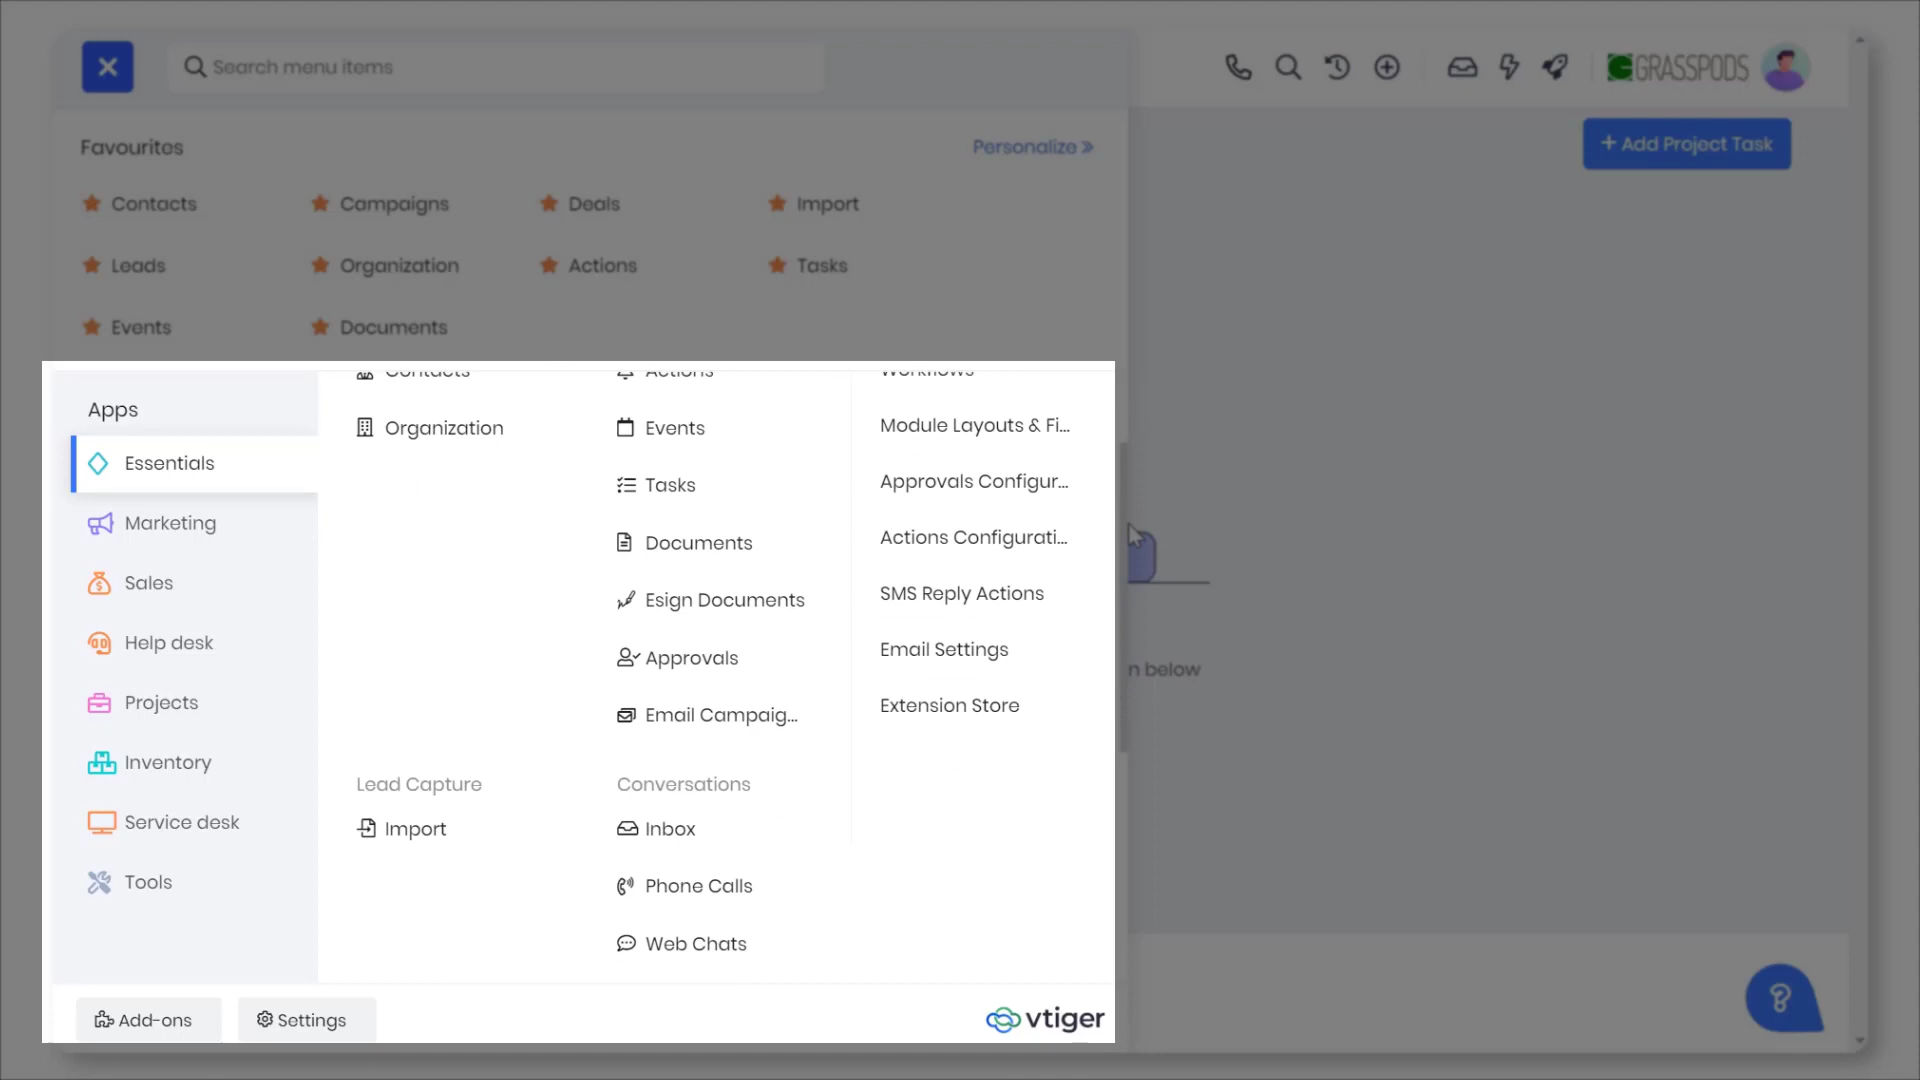 Search menu items
GRASSPODS
+ Add Project Task
Favourites
Personalize »
Contacts
Campaigns
Deals
Import
Leads
Organization
Actions
Tasks
Events
Documents
Apps
Essentials
Marketing
Sales
Help desk
Projects
Inventory
Service desk
Tools
Contacts
Organization
Lead Capture
Import
Actions
Events
Tasks
Documents
Esign Documents
Approvals
Email Campaig...
Conversations
Inbox
Phone Calls
Web Chats
Workflows
Module Layouts & Fi...
Approvals Configur...
Actions Configurati...
SMS Reply Actions
Email Settings
Extension Store
n below
Add-ons
Settings
vtiger
?